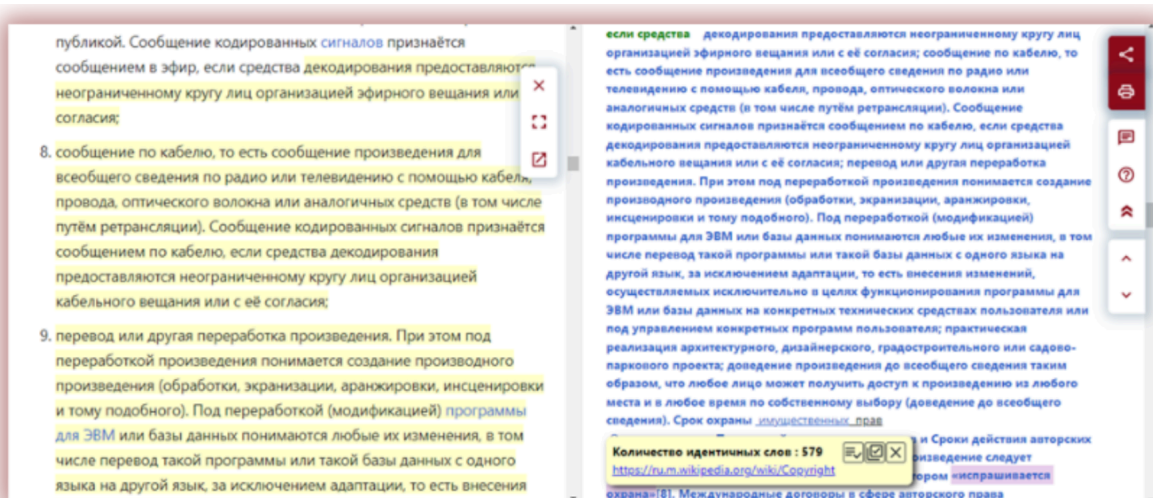 публикой. Сообщение кодированных сигналов признаётся
сообщением в эфир, если средства декодирования предоставляются
неограниченному кругу лиц организацией эфирного вещания или
согласия;
8. сообщение по кабелю, то есть сообщение произведения для
всеобщего сведения по радио или телевидению с помощью кабеля,
провода, оптического волокна или аналогичных средств (в том числе
путём ретрансляции). Сообщение кодированных сигналов признаётся
сообщением по кабелю, если средства декодирования
предоставляются неограниченному кругу лиц организацией
кабельного вещания или с её согласия;
9. перевод или другая переработка произведения. При этом под
переработкой произведения понимается создание производного
произведения (обработки, экранизации, аранжировки, инсценировки
и тому подобного). Под переработкой (модификацией) программы
для ЭВМ или базы данных понимаются любые их изменения, в том
числе перевод такой программы или такой базы данных с одного
языка на другой язык, за исключением адаптации, то есть внесения
если средства декодирования предоставляются неограниченному кругу лиц
организацией эфирного вещания или с её согласия; сообщение по кабелю, то
есть сообщение произведения для всеобщего сведения по радио или
телевидению с помощью кабеля, провода, оптического волокна или
аналогичных средств (в том числе путём ретрансляции). Сообщение
кодированных сигналов признаётся сообщением по кабелю, если средства
декодирования предоставляются неограниченному кругу лиц организацией
кабельного вещания или с её согласия; перевод или другая переработка
произведения. При этом под переработкой произведения понимается создание
производного произведения (обработки, экранизации, аранжировки,
инсценировки и тому подобного). Под переработкой (модификацией)
программы для ЭВМ или базы данных понимаются любые их изменения, в том
числе перевод такой программы или такой базы данных с одного языка на
другой язык, за исключением адаптации, то есть внесения изменений,
осуществляемых исключительно в целях функционирования программы для
ЭВМ или базы данных на конкретных технических средствах пользователя или
под управлением конкретных программ пользователя; практическая
реализация архитектурного, дизайнерского, градостроительного или садово-
паркового проекта; доведение произведения до всеобщего сведения таким
образом, что любое лицо может получить доступ к произведению из любого
места и в любое время по собственному выбору (доведение до всеобщего
сведения). Срок охраны имущественных прав
и Сроки действия авторских
следует
«испрашивается
охрана»[8]. Международные договоры в сфере авторского права
Количество идентичных слов : 579
https://ru.m.wikipedia.org/wiki/Copyright